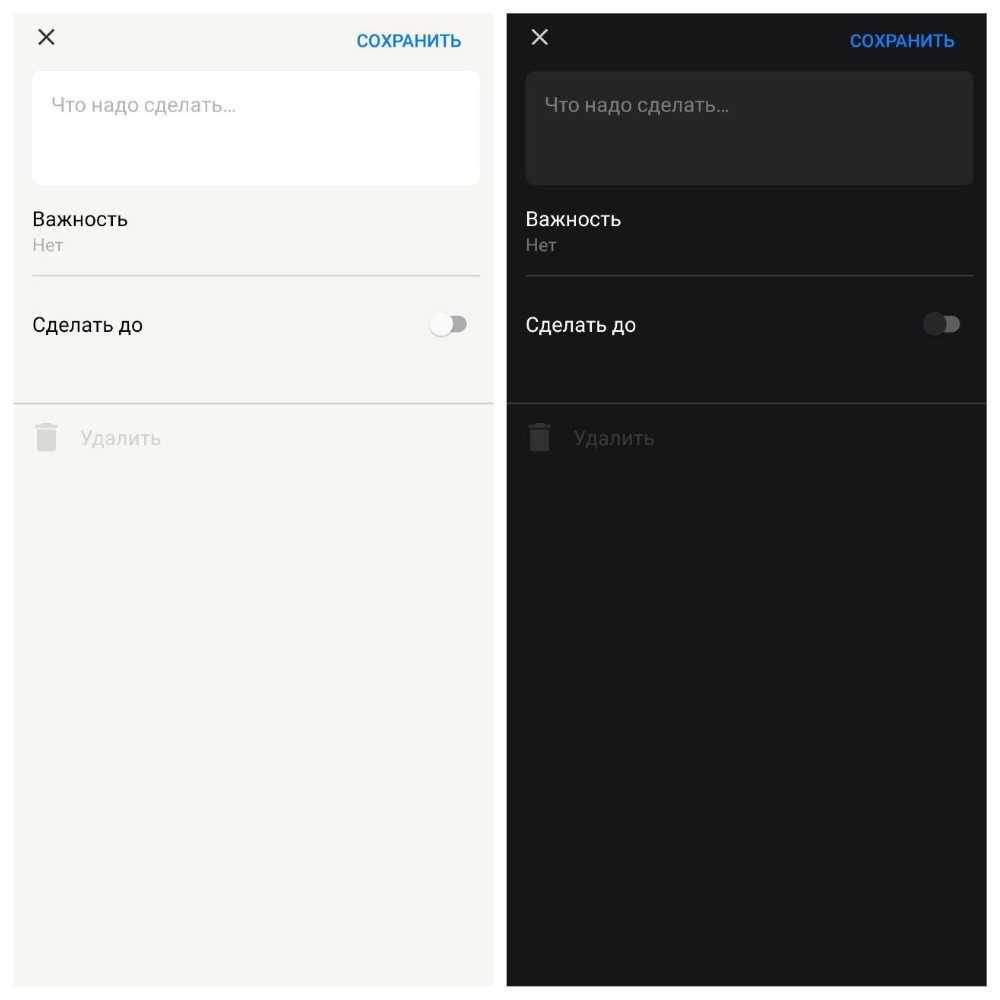 СОХРАНИТЬ
Что надо сделать...
Важность
Нет
Сделать до
Удалить
СОХРАНИТЬ
Что надо сделать...
Важность
Нет
Сделать до
Удалить